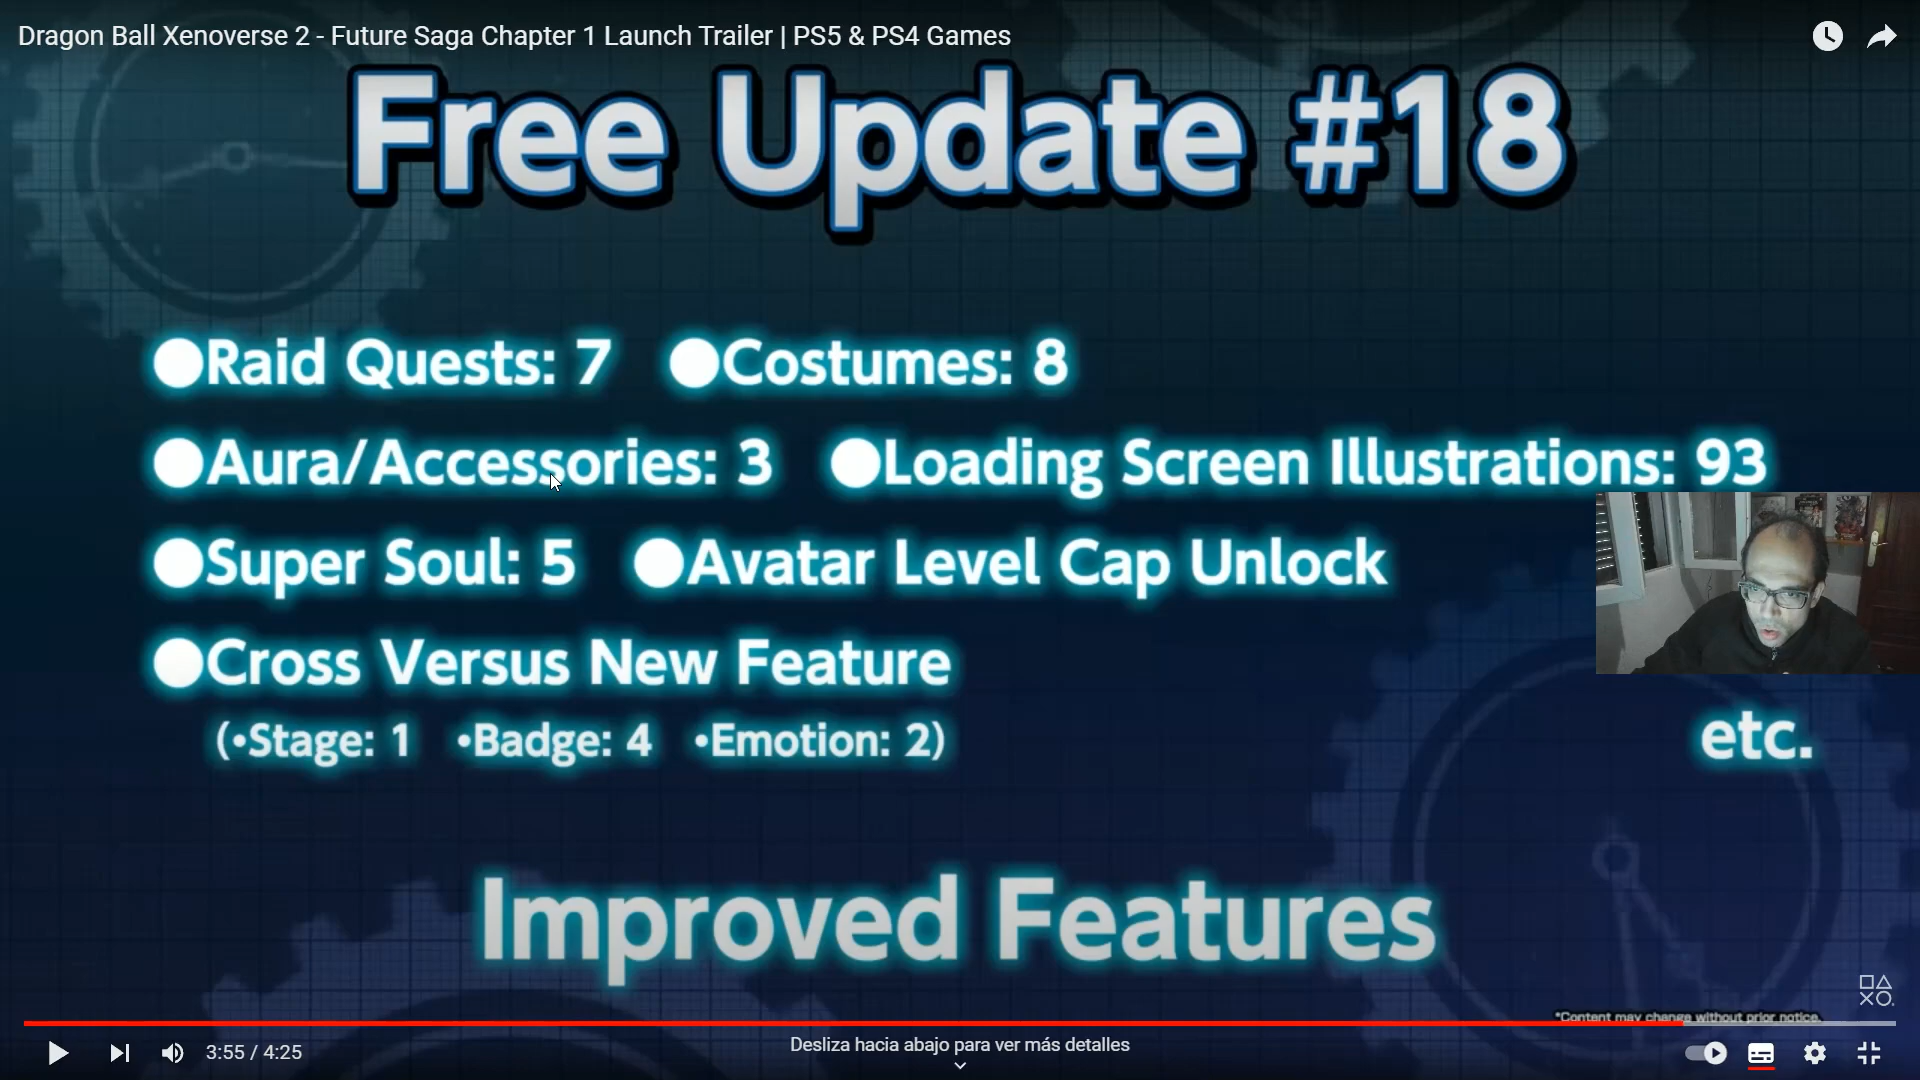 Dragon Ball Xenoverse 2 - Future Saga Chapter 1 Launch Trailer | PS5 & PS4 Games
Free Update #18
●Raid Quests: 7 ●Costumes: 8
●Aura/Accessories: 3 ●Loading Screen Illustrations: 93
●Super Soul: 5 ●Avatar Level Cap Unlock
●Cross Versus New Feature
(•Stage: 1 •Badge: 4 •Emotion: 2)
etc.
Improved Features
*Content may change without prior notice.
3:55 / 4:25
Desliza hacia abajo para ver más detalles